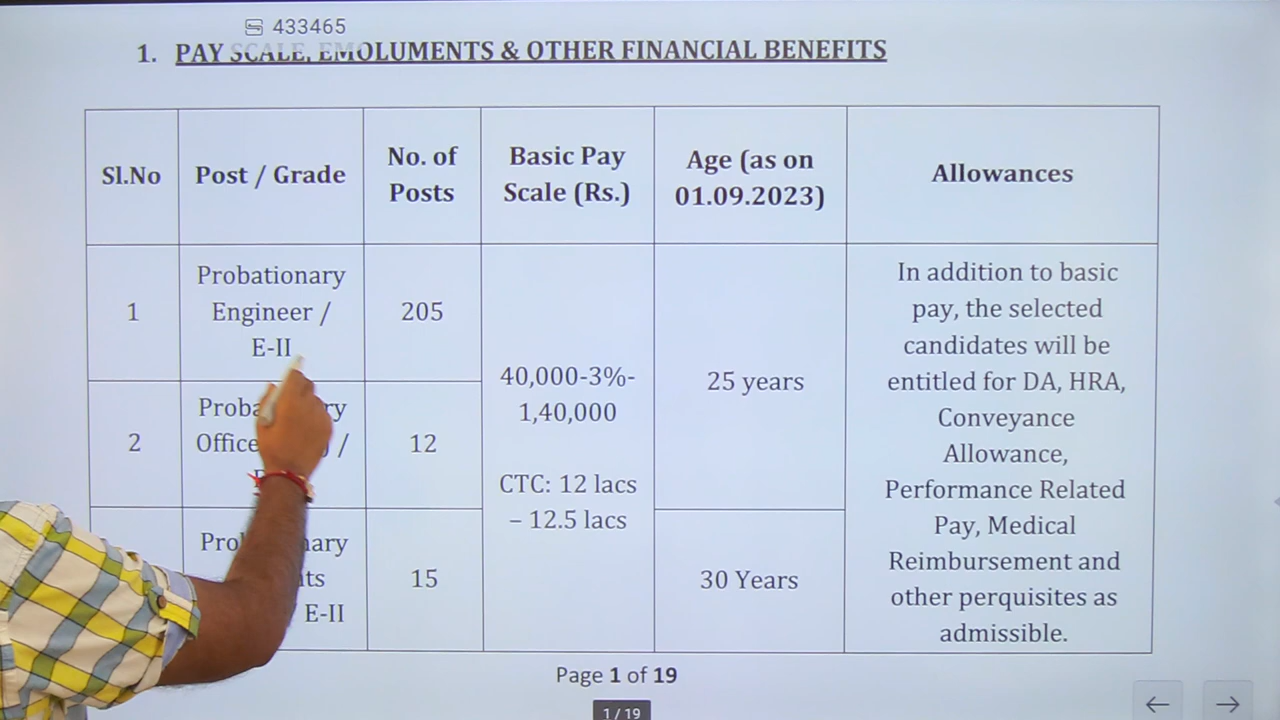 433465
1. PAY SCALE, EMOLUMENTS & OTHER FINANCIAL BENEFITS
Sl.No
Post / Grade
No. of
Posts
Basic Pay
Scale (Rs.)
Age (as on
01.09.2023)
Allowances
1
Probationary
Engineer /
E-II
205
40,000-3%-
1,40,000
CTC: 12 lacs
– 12.5 lacs
25 years
In addition to basic
pay, the selected
candidates will be
entitled for DA, HRA,
Conveyance
Allowance,
Performance Related
Pay, Medical
Reimbursement and
other perquisites as
admissible.
2
/
12
15
E-II
30 Years
Page 1 of 19
1 / 19